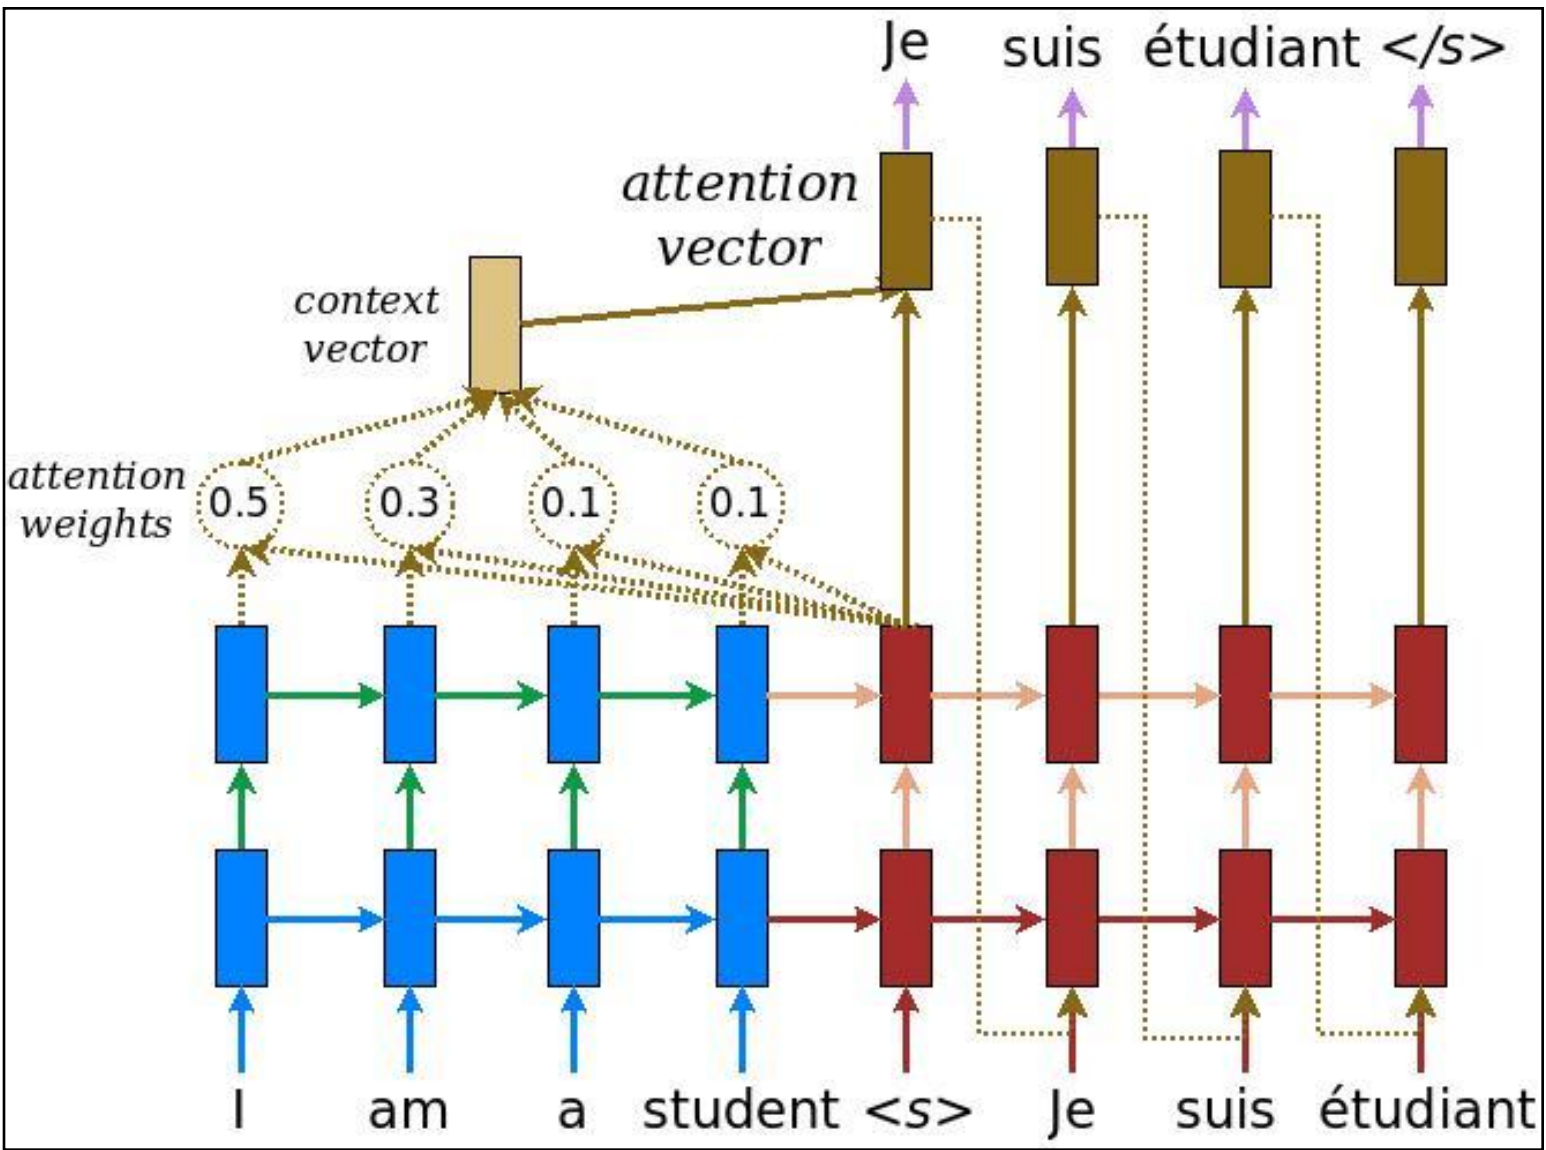 Je suis étudiant </s>
attention
vector
context
vector
attention
weights
0.5 0.3 0.1 0.1
I am a student <s> Je suis étudiant